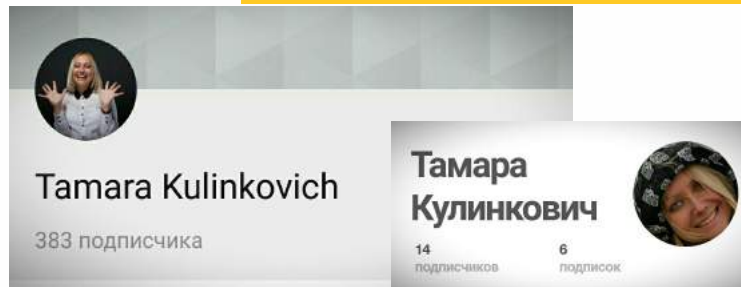 Tamara Kulinkovich
383 подписчика
Тамара
Кулинкович
14
подписчиков
6
подписок